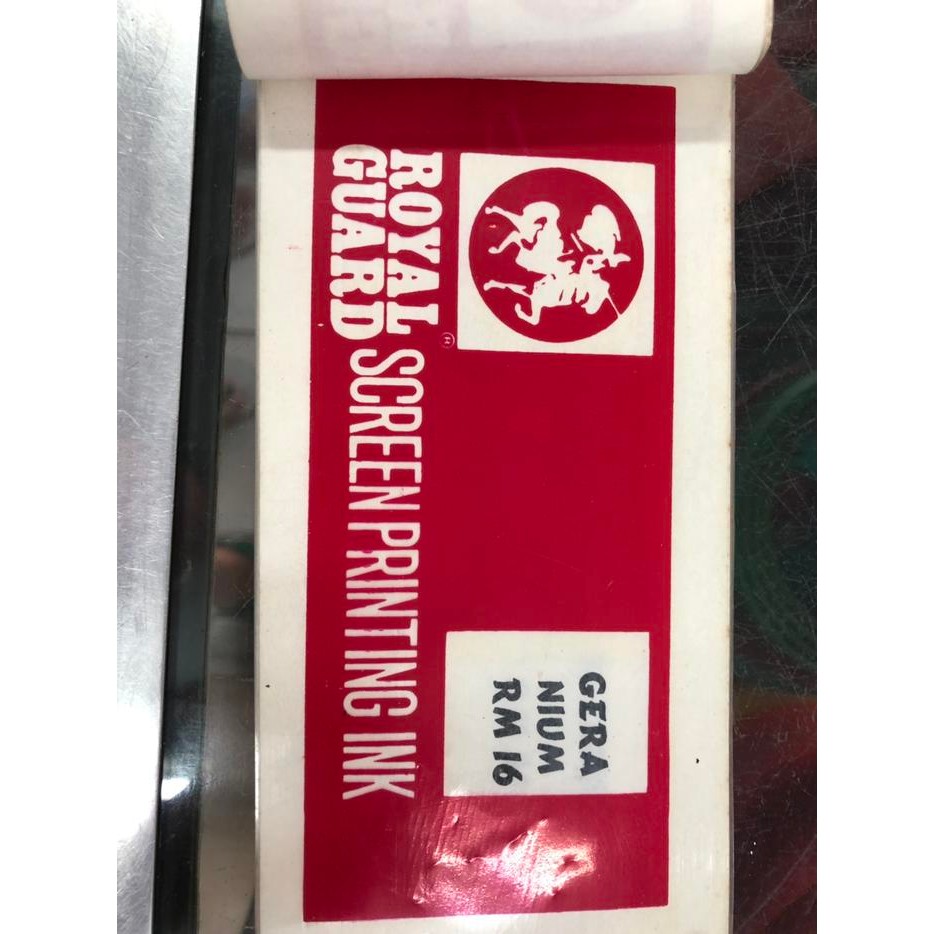 GERA
NIUM
RM 16
ROYAL
GUARD SCREEN PRINTING INK